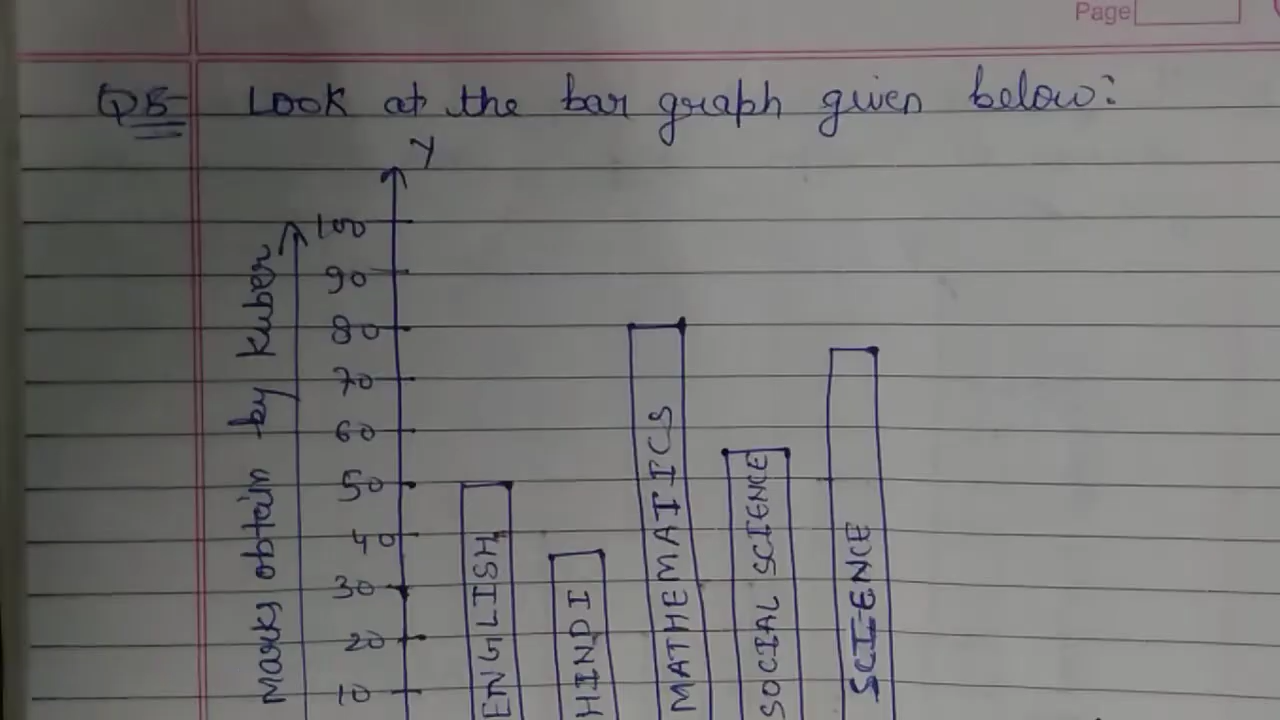 Page
Q5 Look at the bar graph given below:
Y
100
90
80
70
60
50
40
30
20
10
Marks obtain by Kuber
ENGLISH
HINDI
MATHEMATICS
SOCIAL SCIENCE
SCIENCE